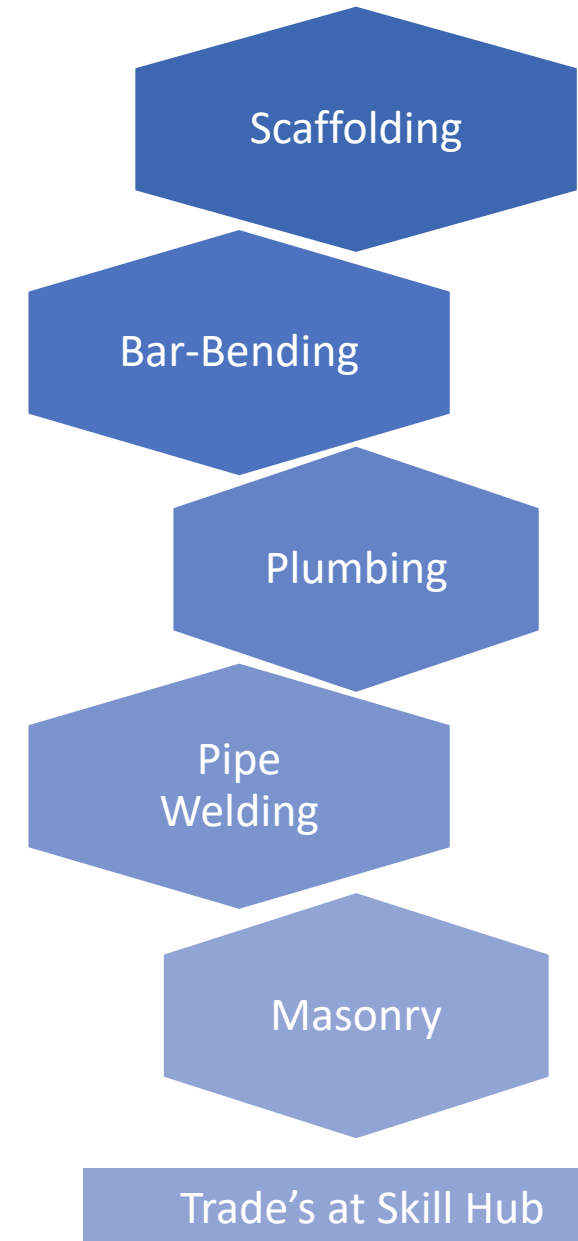 Scaffolding
Bar-Bending
Plumbing
Pipe
Welding
Masonry
Trade's at Skill Hub